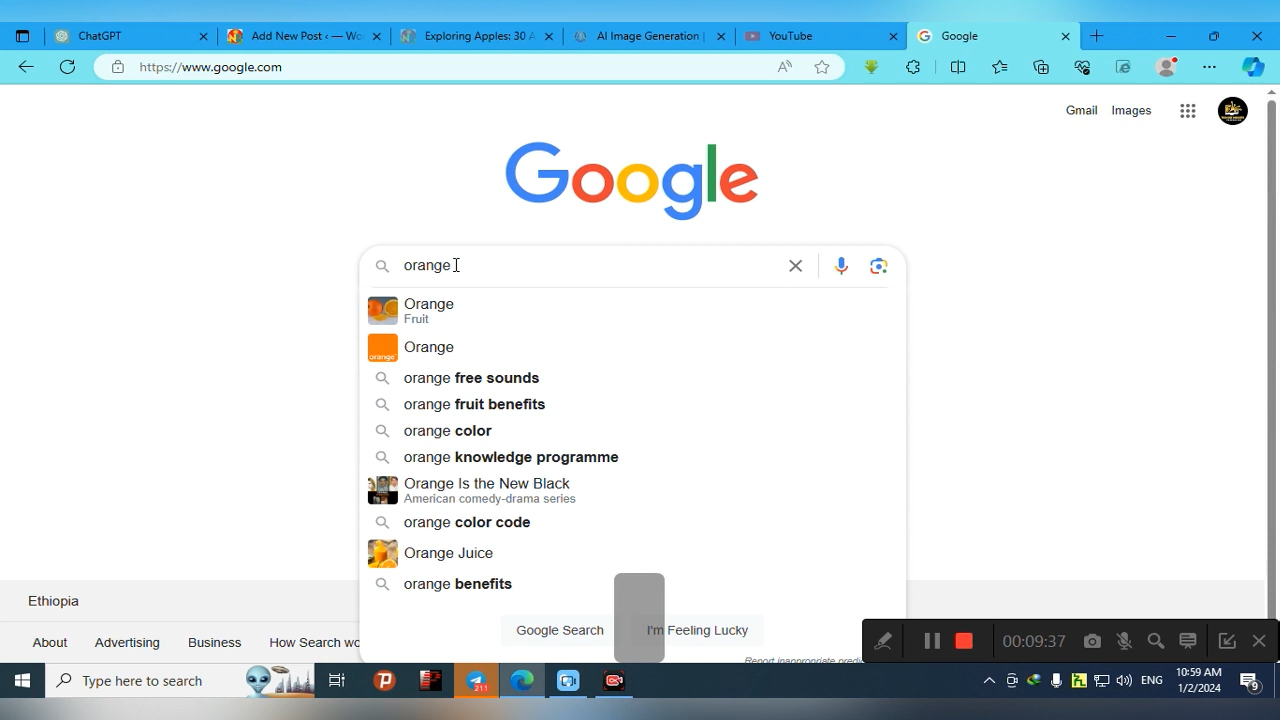 ChatGPT
Add New Post ‹ — Wo
Exploring Apples: 30 A
AI Image Generation |
YouTube
Google
https://www.google.com
Gmail Images
Google
orange
Orange
Fruit
orange
Orange
orange free sounds
orange fruit benefits
orange color
orange knowledge programme
Orange Is the New Black
American comedy-drama series
orange color code
Orange Juice
orange benefits
Google Search I'm Feeling Lucky
Ethiopia
About Advertising Business How Search wo
Report inappropriate predic
00:09:37
Type here to search
211
ENG
10:59 AM
1/2/2024
9